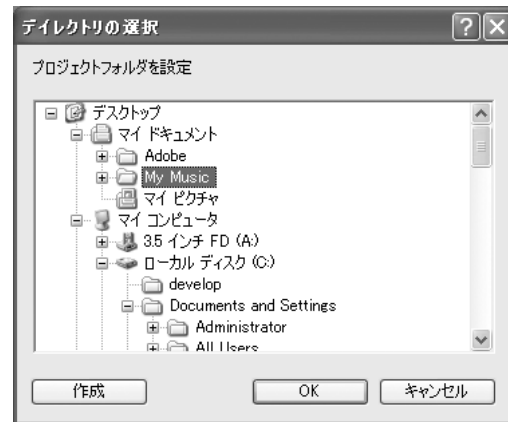 デイレクトリの選択
プロジェクトフォルダを設定
デスクトップ
マイ ドキュメント
Adobe
My Music
マイ ピクチャ
マイ コンピュータ
3.5 インチ FD (A:)
ローカル ディスク (C:)
develop
Documents and Settings
Administrator
All Users
作成
OK
キャンセル